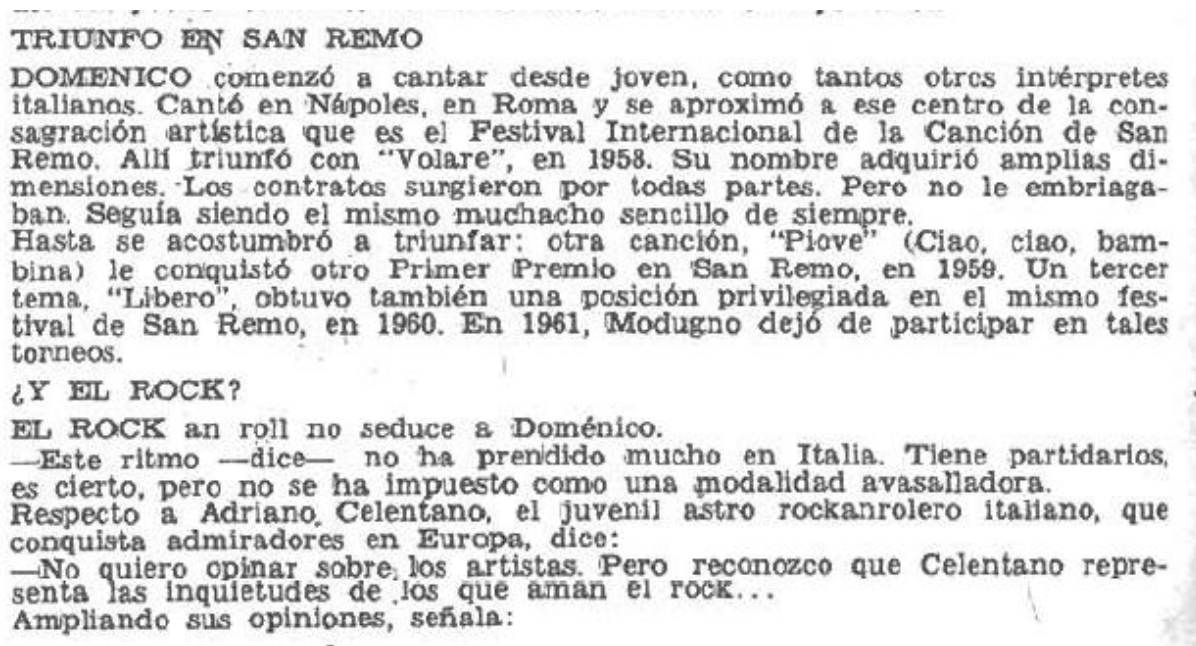 TRIUNFO EN SAN REMO
DOMENICO comenzó a cantar desde joven, como tantos otros intérpretes
italianos. Cantó en Nápoles, en Roma y se aproximó a ese centro de la con-
sagración artística que es el Festival Internacional de la Canción de San
Remo. Allí triunfó con "Volare", en 1958. Su nombre adquirió amplias di-
mensiones. Los contratos surgieron por todas partes. Pero no le embriaga-
ban. Seguía siendo el mismo muchacho sencillo de siempre.
Hasta se acostumbró a triunfar: otra canción, "Piove" (Ciao, ciao, bam-
bina) le conquistó otro Primer Premio en San Remo, en 1959. Un tercer
tema, "Libero", obtuvo también una posición privilegiada en el mismo fes-
tival de San Remo, en 1960. En 1961, Modugno dejó de participar en tales
torneos.
¿Y EL ROCK?
EL ROCK an roll no seduce a Doménico.
—Este ritmo —dice— no ha prendido mucho en Italia. Tiene partidarios,
es cierto, pero no se ha impuesto como una modalidad avasalladora.
Respecto a Adriano Celentano, el juvenil astro rockanrolero italiano, que
conquista admiradores en Europa, dice:
—No quiero opinar sobre los artistas. Pero reconozco que Celentano repre-
senta las inquietudes de los que aman el rock...
Ampliando sus opiniones, señala: